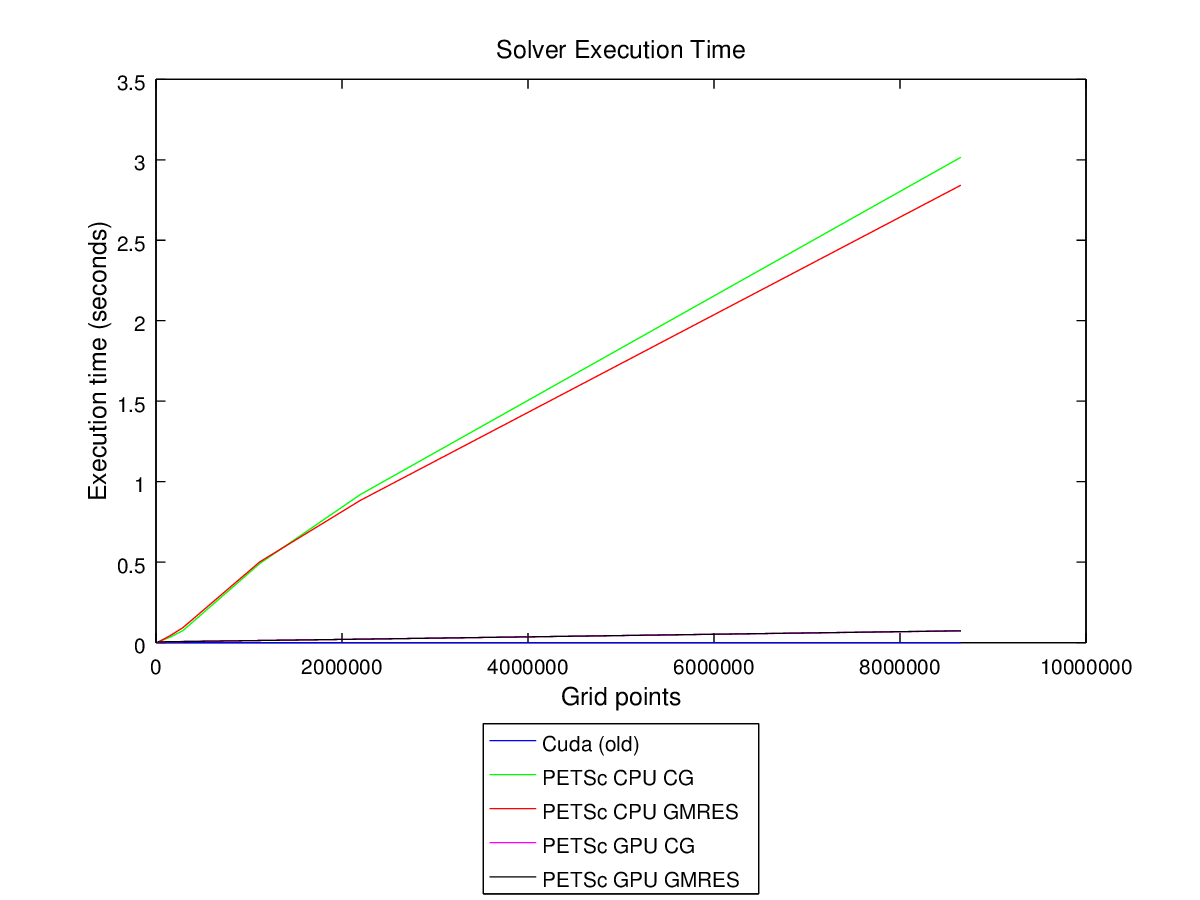 Solver Execution Time
3.5
3
2.5
2
1.5
1
0.5
0
Execution time (seconds)
0 2000000 4000000 6000000 8000000 10000000
Grid points
Cuda (old)
PETSc CPU CG
PETSc CPU GMRES
PETSc GPU CG
PETSc GPU GMRES